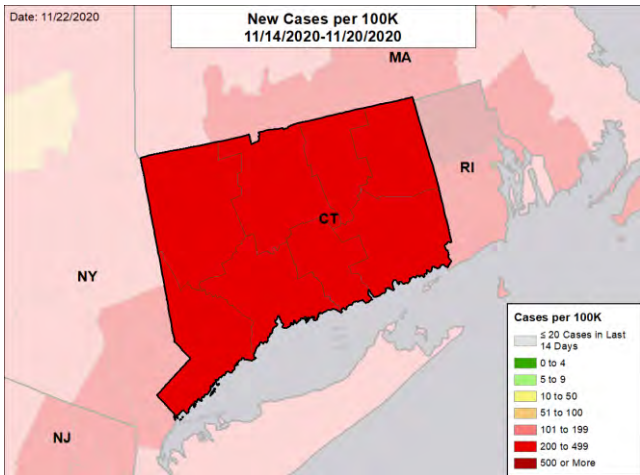 Date: 11/22/2020
New Cases per 100K
11/14/2020-11/20/2020
MA
RI
CT
NY
NJ
Cases per 100K
≤ 20 Cases in Last
14 Days
0 to 4
5 to 9
10 to 50
51 to 100
101 to 199
200 to 499
500 or More